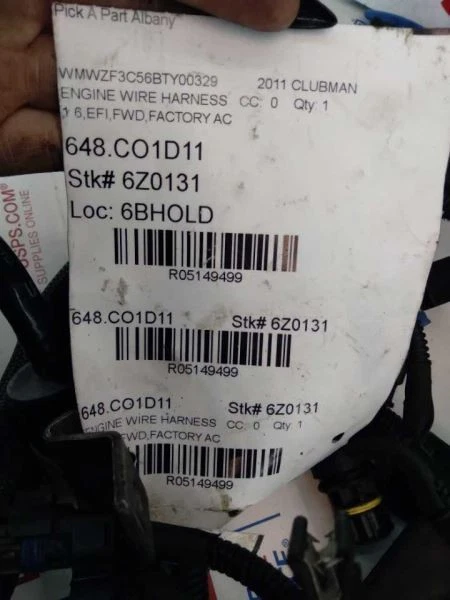 Pick A Part Albany
WMWZF3C56BTY00329 2011 CLUBMAN
ENGINE WIRE HARNESS CC: 0 Qty: 1
1.6,EFI,FWD,FACTORY AC
648.CO1D11
Stk# 6Z0131
Loc: 6BHOLD
R05149499
648.CO1D11 Stk# 6Z0131
R05149499
648.CO1D11 Stk# 6Z0131
ENGINE WIRE HARNESS CC: 0 Qty: 1
FWD,FACTORY AC
R05149499
SPS.COM®
SUPPLIES ONLINE